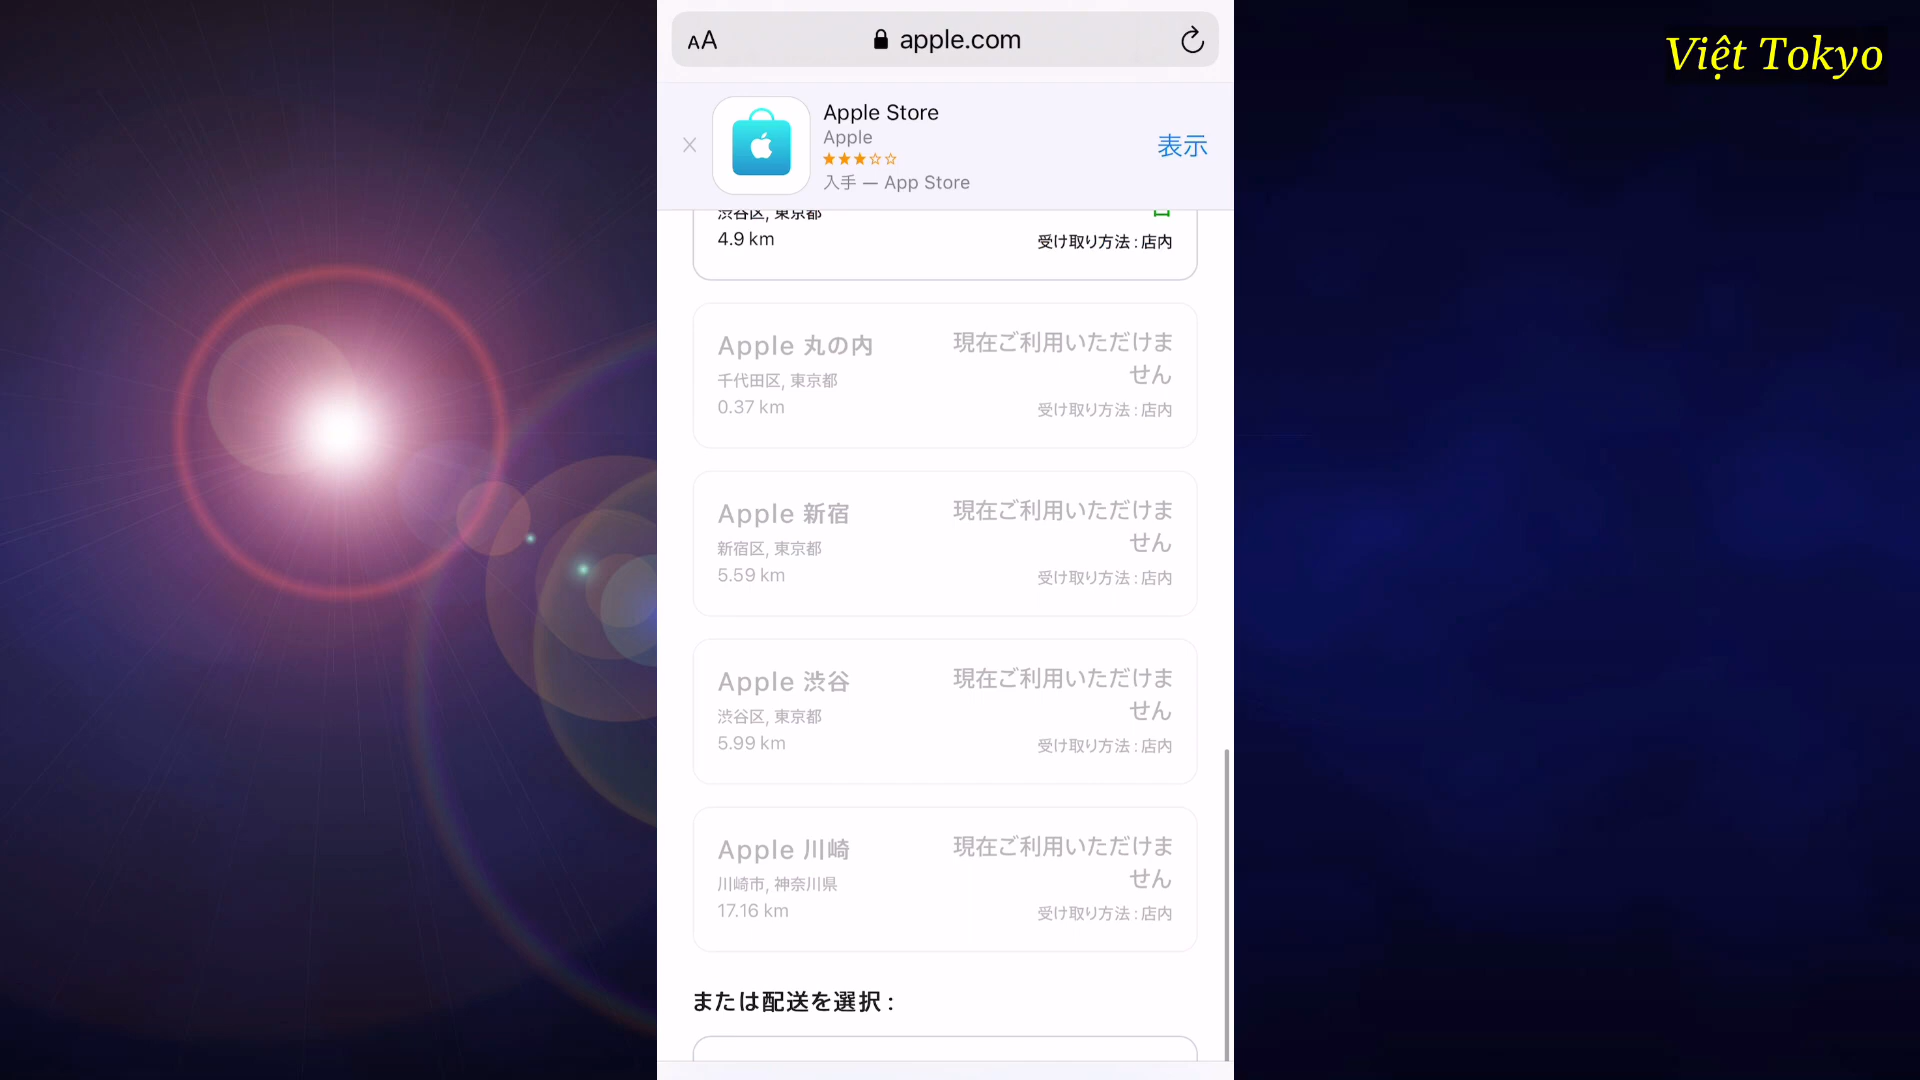 AA apple.com
Việt Tokyo
Apple Store
Apple
入手 — App Store
表示
渋谷区, 東京都
4.9 km
受け取り方法 : 店内
Apple 丸の内
千代田区, 東京都
0.37 km
現在ご利用いただけま
せん
受け取り方法 : 店内
Apple 新宿
新宿区, 東京都
5.59 km
現在ご利用いただけま
せん
受け取り方法 : 店内
Apple 渋谷
渋谷区, 東京都
5.99 km
現在ご利用いただけま
せん
受け取り方法 : 店内
Apple 川崎
川崎市, 神奈川県
17.16 km
現在ご利用いただけま
せん
受け取り方法 : 店内
または配送を選択 :